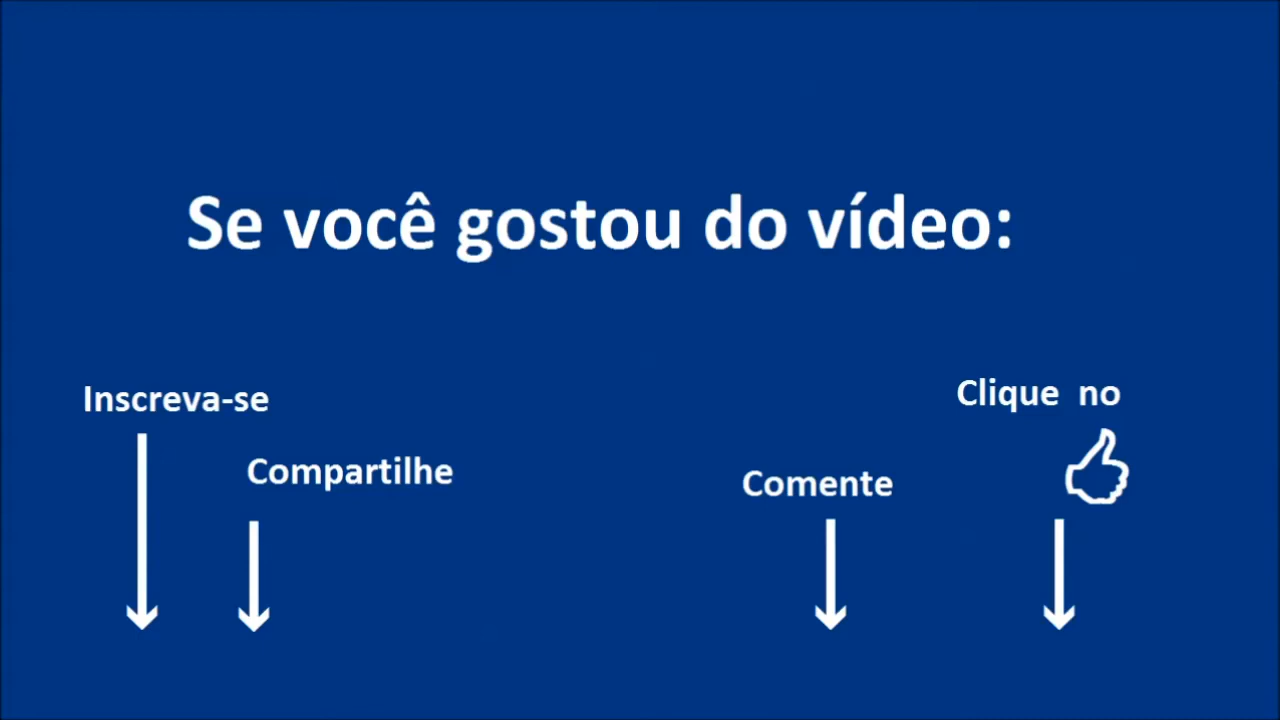 Se você gostou do vídeo:
Inscreva-se
Compartilhe
Comente
Clique no